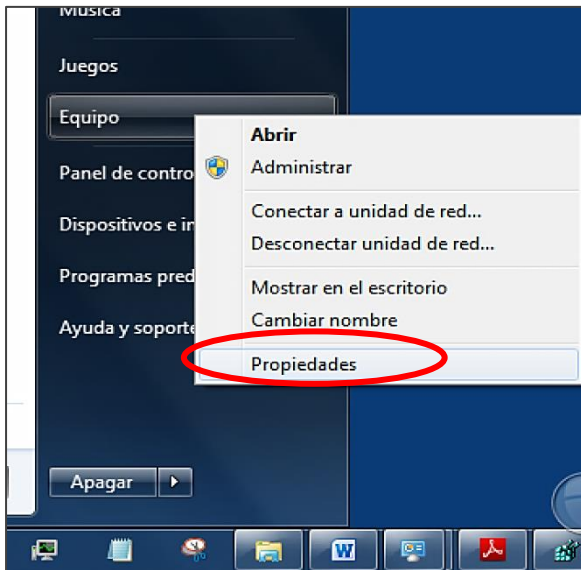 Música
Juegos
Equipo
Panel de contro
Dispositivos e in
Programas pred
Ayuda y soporte
Apagar
Abrir
Administrar
Conectar a unidad de red...
Desconectar unidad de red...
Mostrar en el escritorio
Cambiar nombre
Propiedades
W